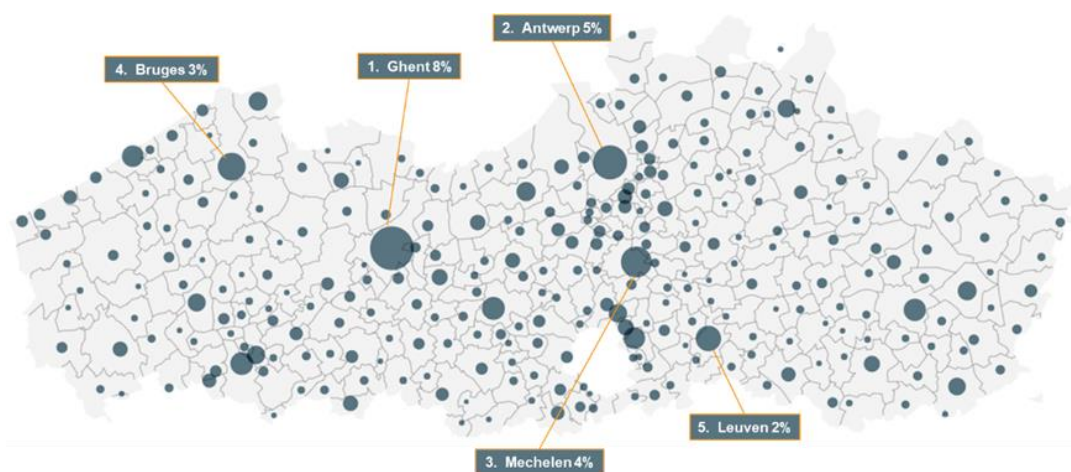 2. Antwerp 5%
1. Ghent 8%
4. Bruges 3%
5. Leuven 2%
3. Mechelen 4%